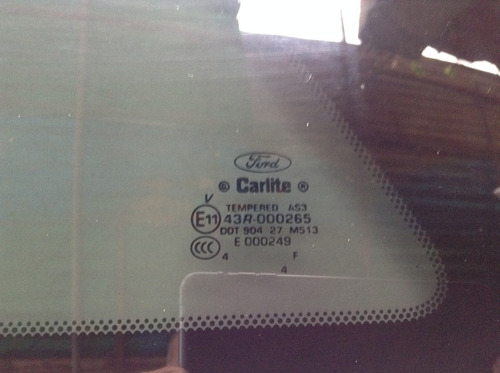 Ford
® Carlite ®
V
TEMPERED AS3
E11 43R-000265
DOT 904 27 M513
CCC E 000249
4 F
4